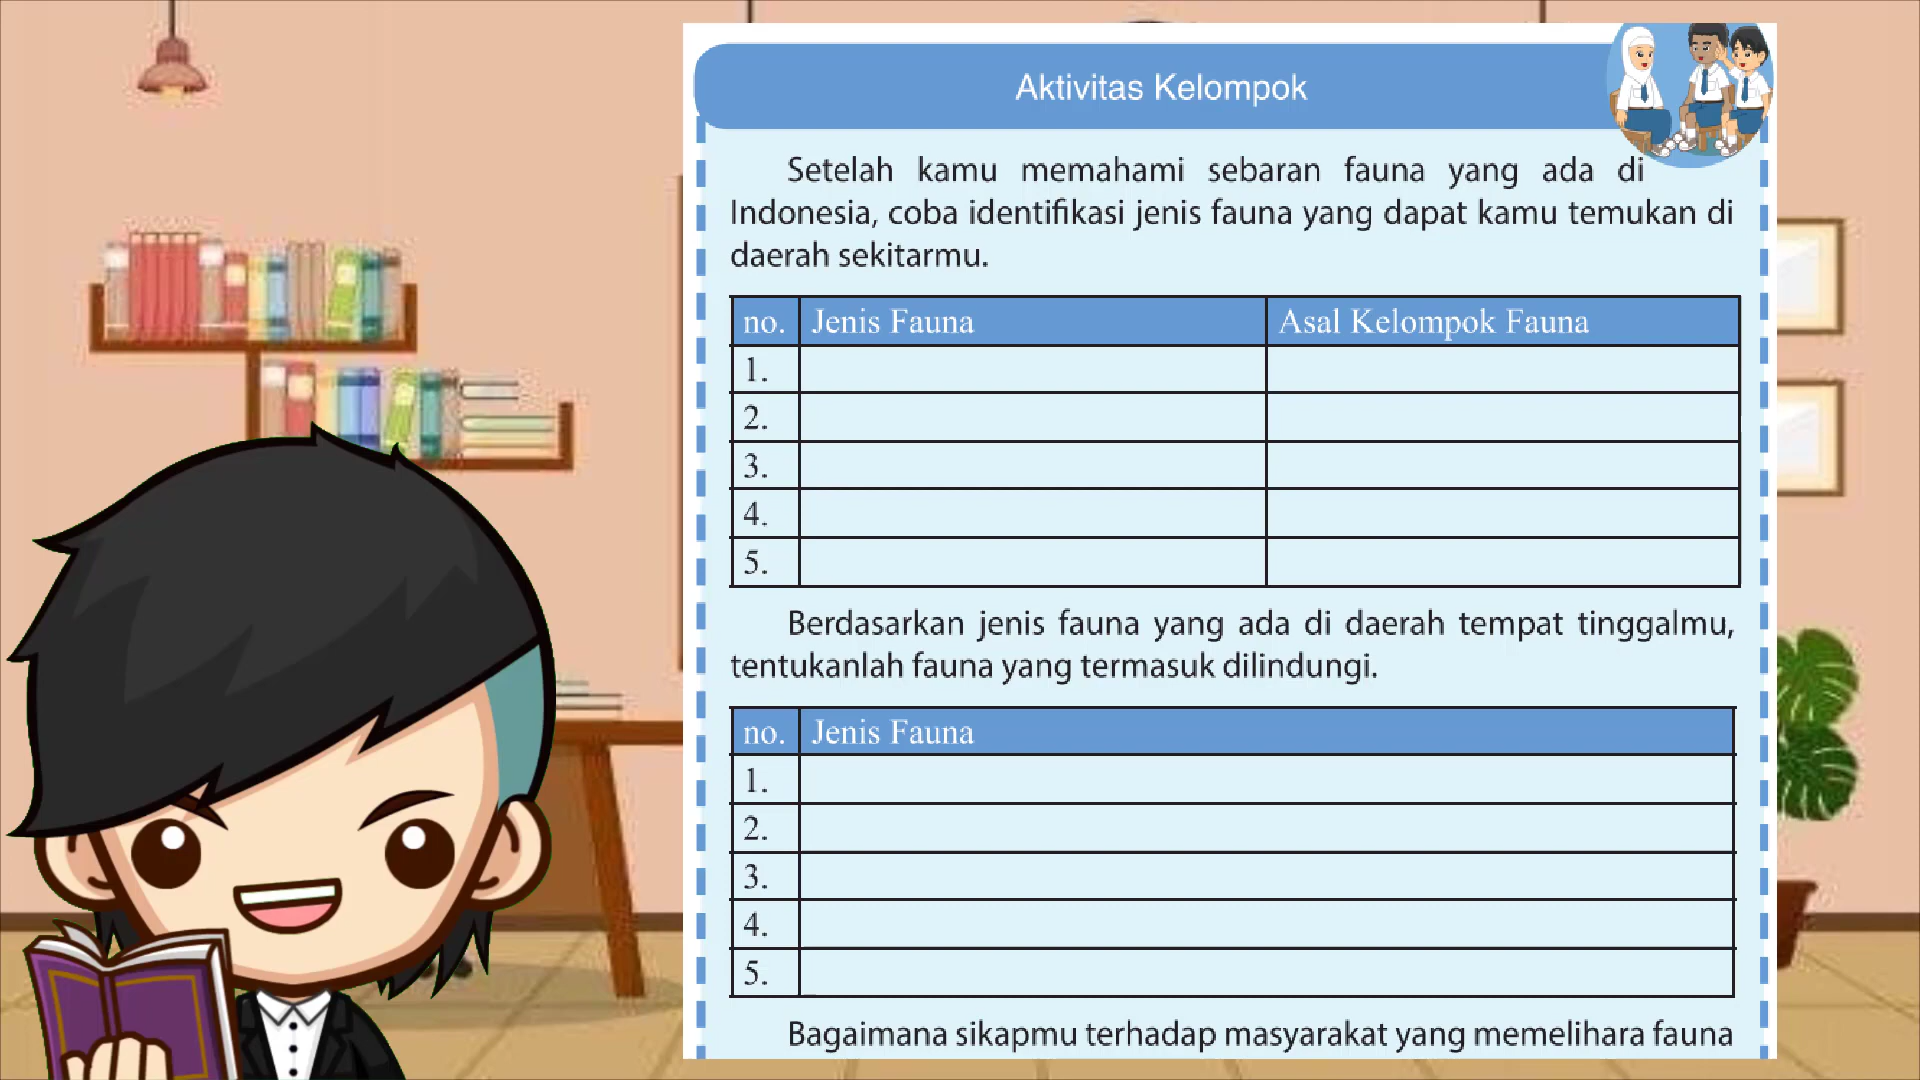 Aktivitas Kelompok
Setelah kamu memahami sebaran fauna yang ada di
Indonesia, coba identifikasi jenis fauna yang dapat kamu temukan di
daerah sekitarmu.
no. Jenis Fauna Asal Kelompok Fauna
1.
2.
3.
4.
5.
Berdasarkan jenis fauna yang ada di daerah tempat tinggalmu,
tentukanlah fauna yang termasuk dilindungi.
no. Jenis Fauna
1.
2.
3.
4.
5.
Bagaimana sikapmu terhadap masyarakat yang memelihara fauna